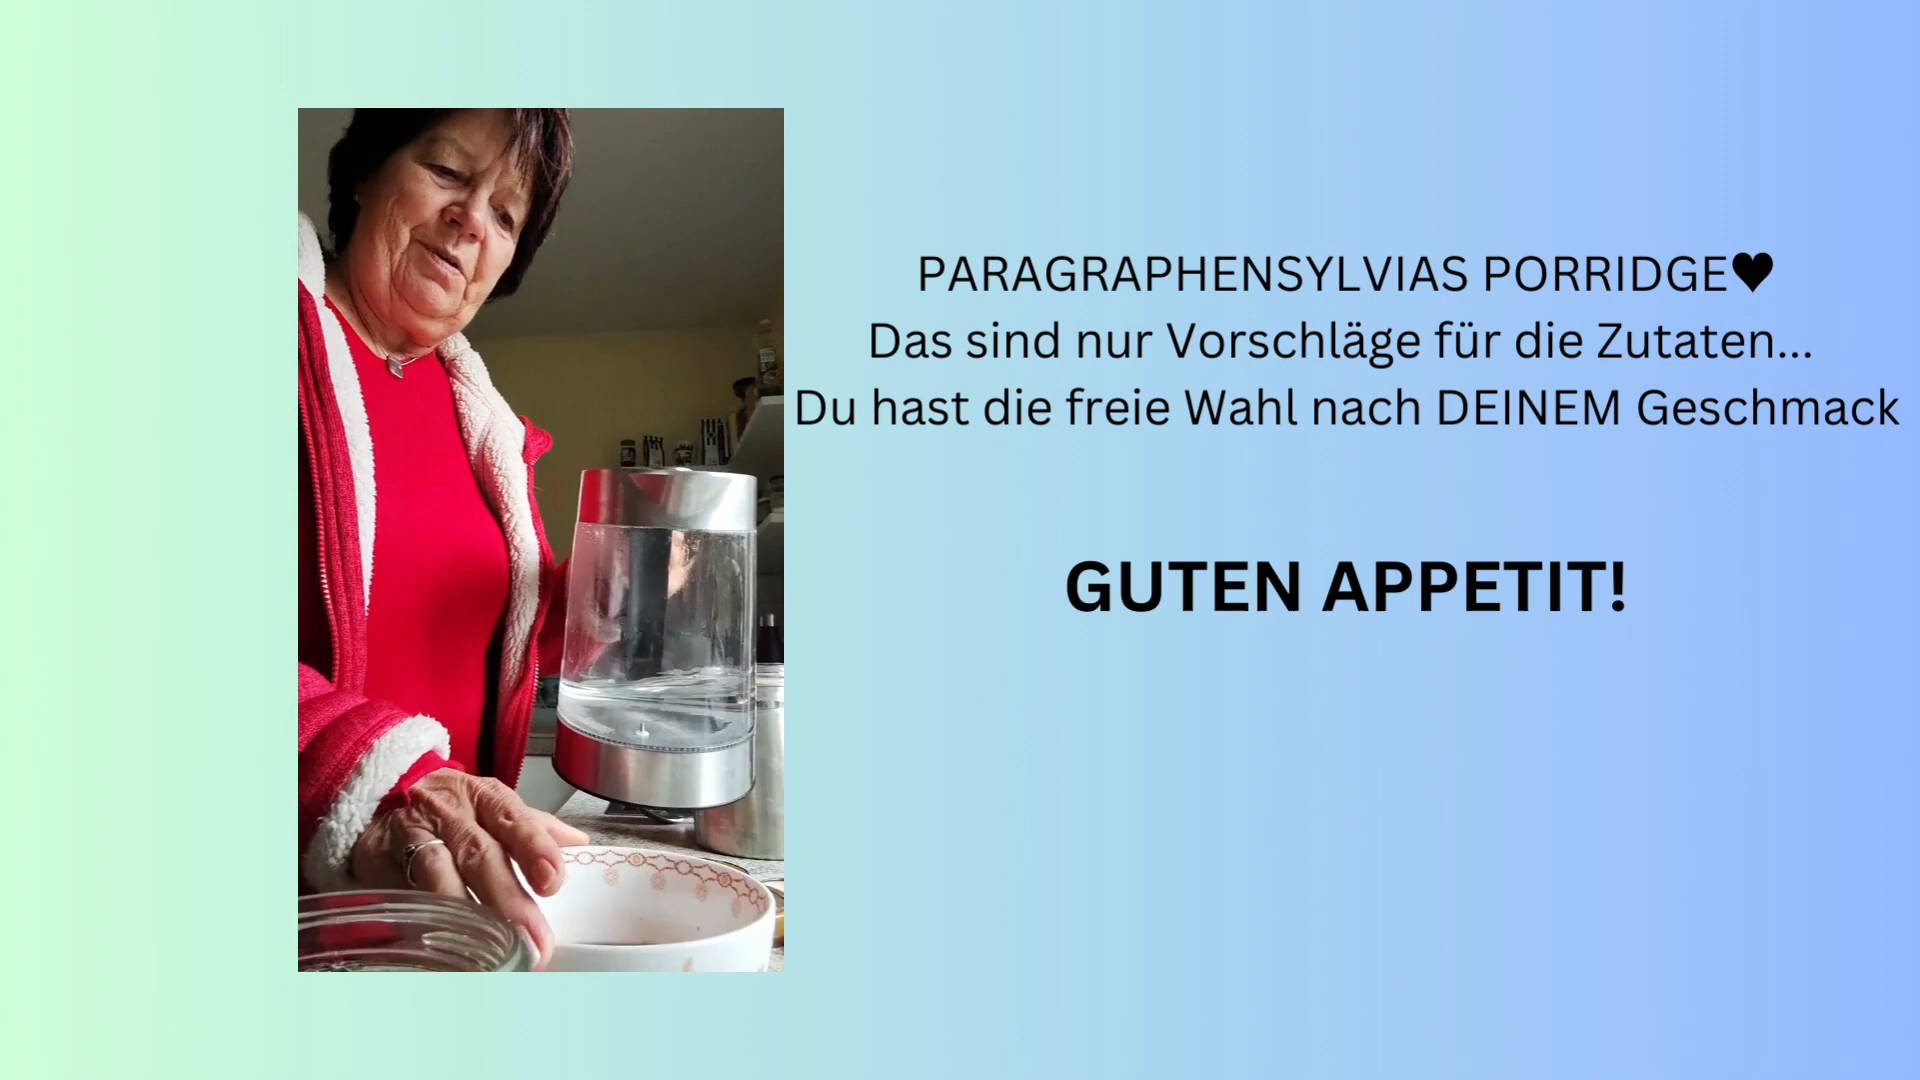 PARAGRAPHENSYLVIAS PORRIDGE♥
Das sind nur Vorschläge für die Zutaten...
Du hast die freie Wahl nach DEINEM Geschmack
GUTEN APPETIT!